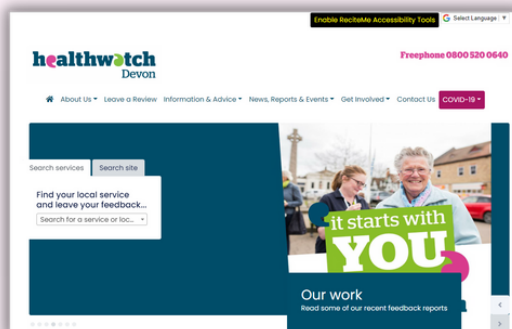 Enable ReciteMe Accessibility Tools
Select Language ▼
healthwatch
Devon
Freephone 0800 520 0640
About Us
Leave a Review
Information & Advice
News, Reports & Events
Get Involved
Contact Us
COVID-19
Search services
Search site
Find your local service
and leave your feedback...
Search for a service or loc...
it starts with
YOU
Our work
Read some of our recent feedback reports